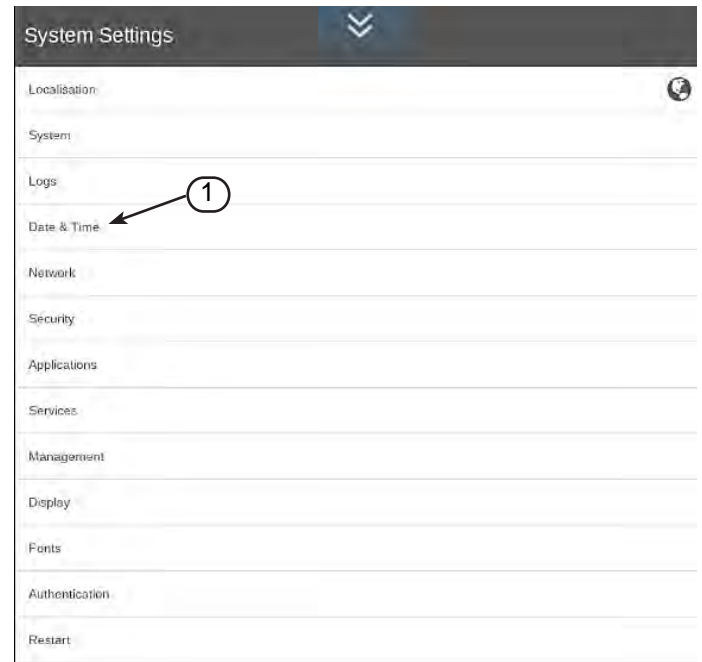 System Settings
Localisation
System
Logs
1
Date & Time
Network
Security
Applications
Services
Management
Display
Fonts
Authentication
Restart